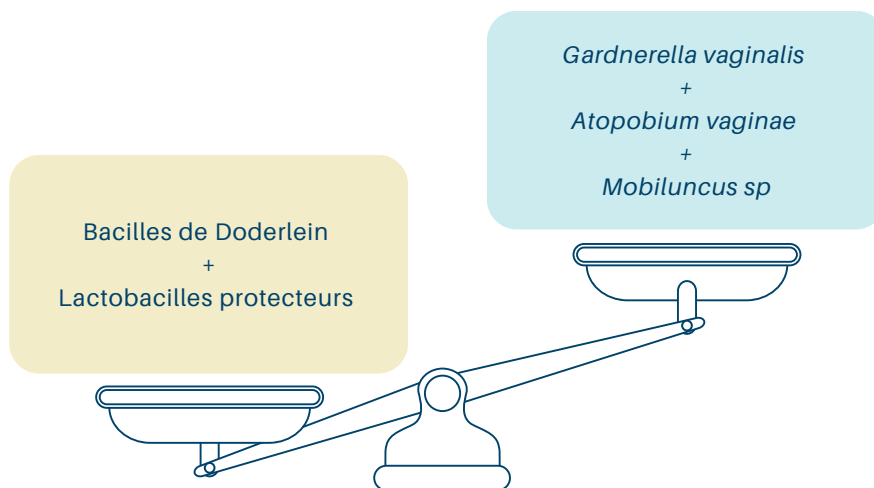 Bacilles de Doderlein
+
Lactobacilles protecteurs
Gardnerella vaginalis
+
Atopobium vaginae
+
Mobiluncus sp